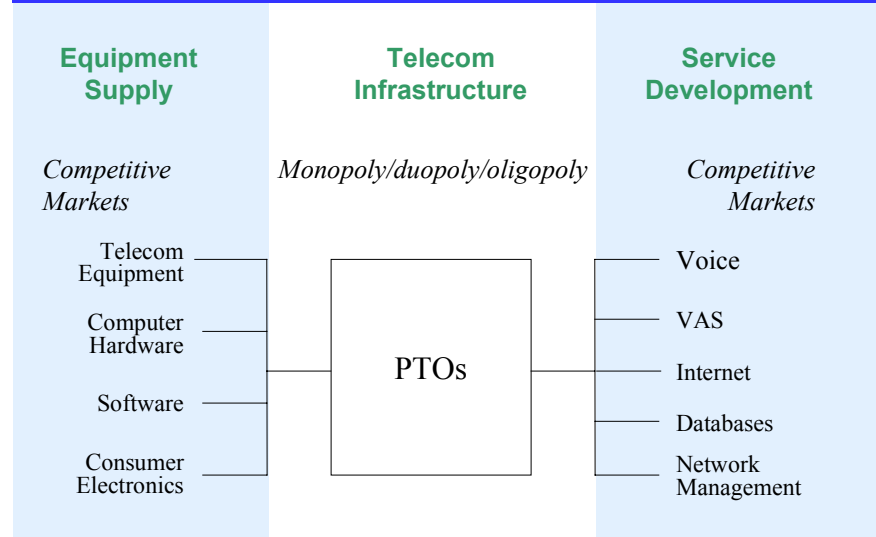 Equipment
Supply
Telecom
Infrastructure
Service
Development
Competitive
Markets
Monopoly/duopoly/oligopoly
Competitive
Markets
Telecom
Equipment
Computer
Hardware
Software
Consumer
Electronics
PTOs
Voice
VAS
Internet
Databases
Network
Management